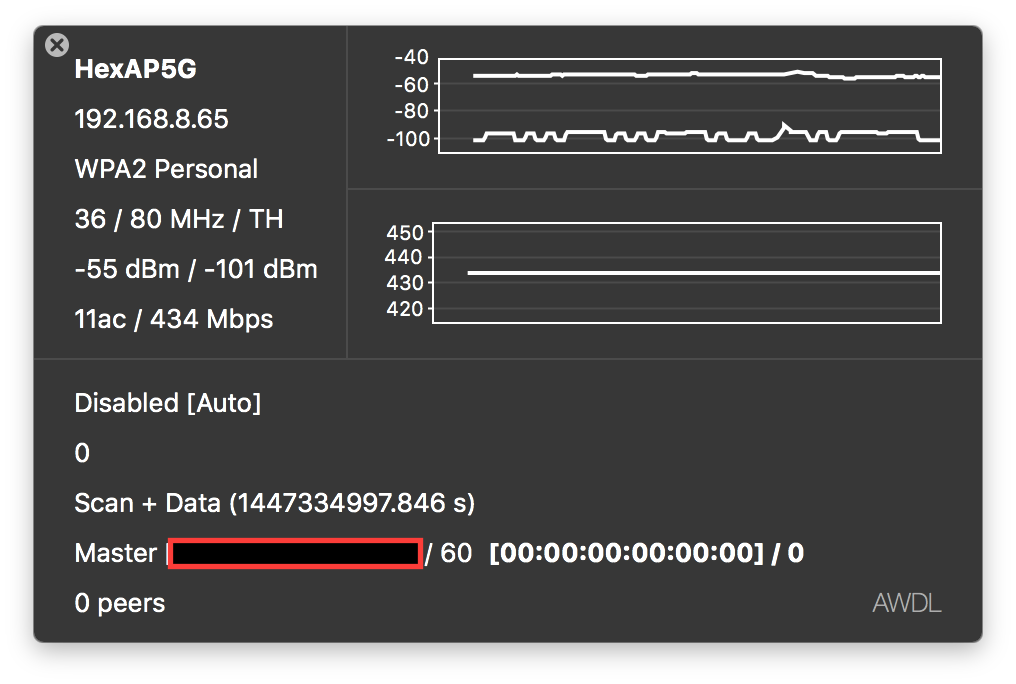 HexAP5G
192.168.8.65
WPA2 Personal
36 / 80 MHz / TH
-55 dBm / -101 dBm
11ac / 434 Mbps
-40
-60
-80
-100
450
440
430
420
Disabled [Auto]
0
Scan + Data (1447334997.846 s)
Master [ / 60 [00:00:00:00:00:00] / 0
0 peers
AWDL